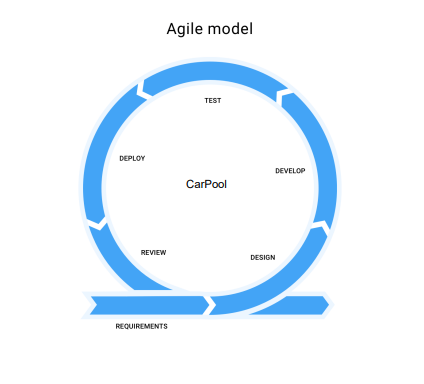 Agile model
TEST
DEPLOY
DEVELOP
CarPool
REVIEW
DESIGN
REQUIREMENTS